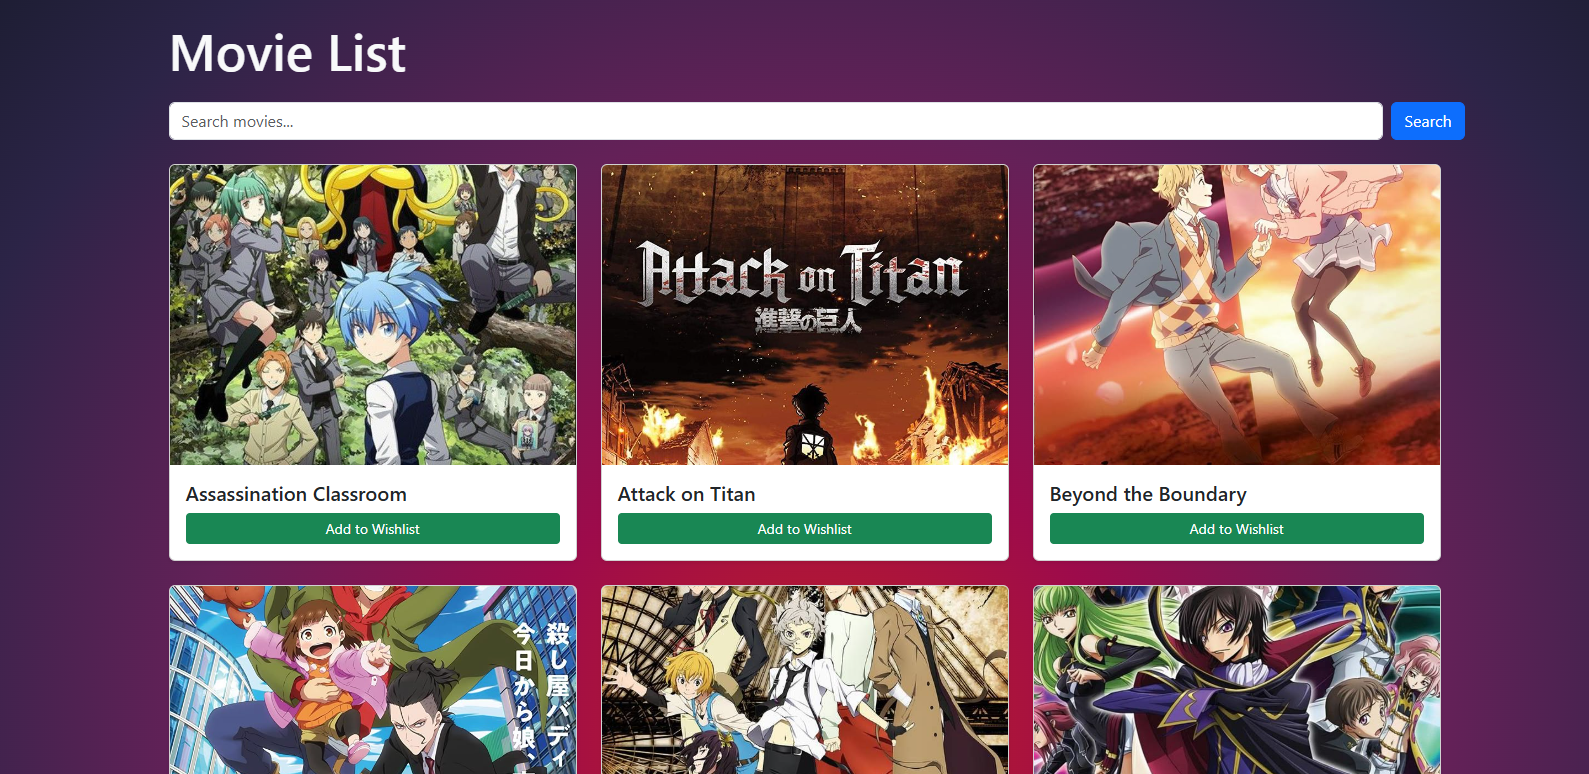 Movie List
Search movies...
Search
Attack on Titan
進撃の巨人
Assassination Classroom
Attack on Titan
Beyond the Boundary
Add to Wishlist
Add to Wishlist
Add to Wishlist
殺し屋バディ
今日から娘、